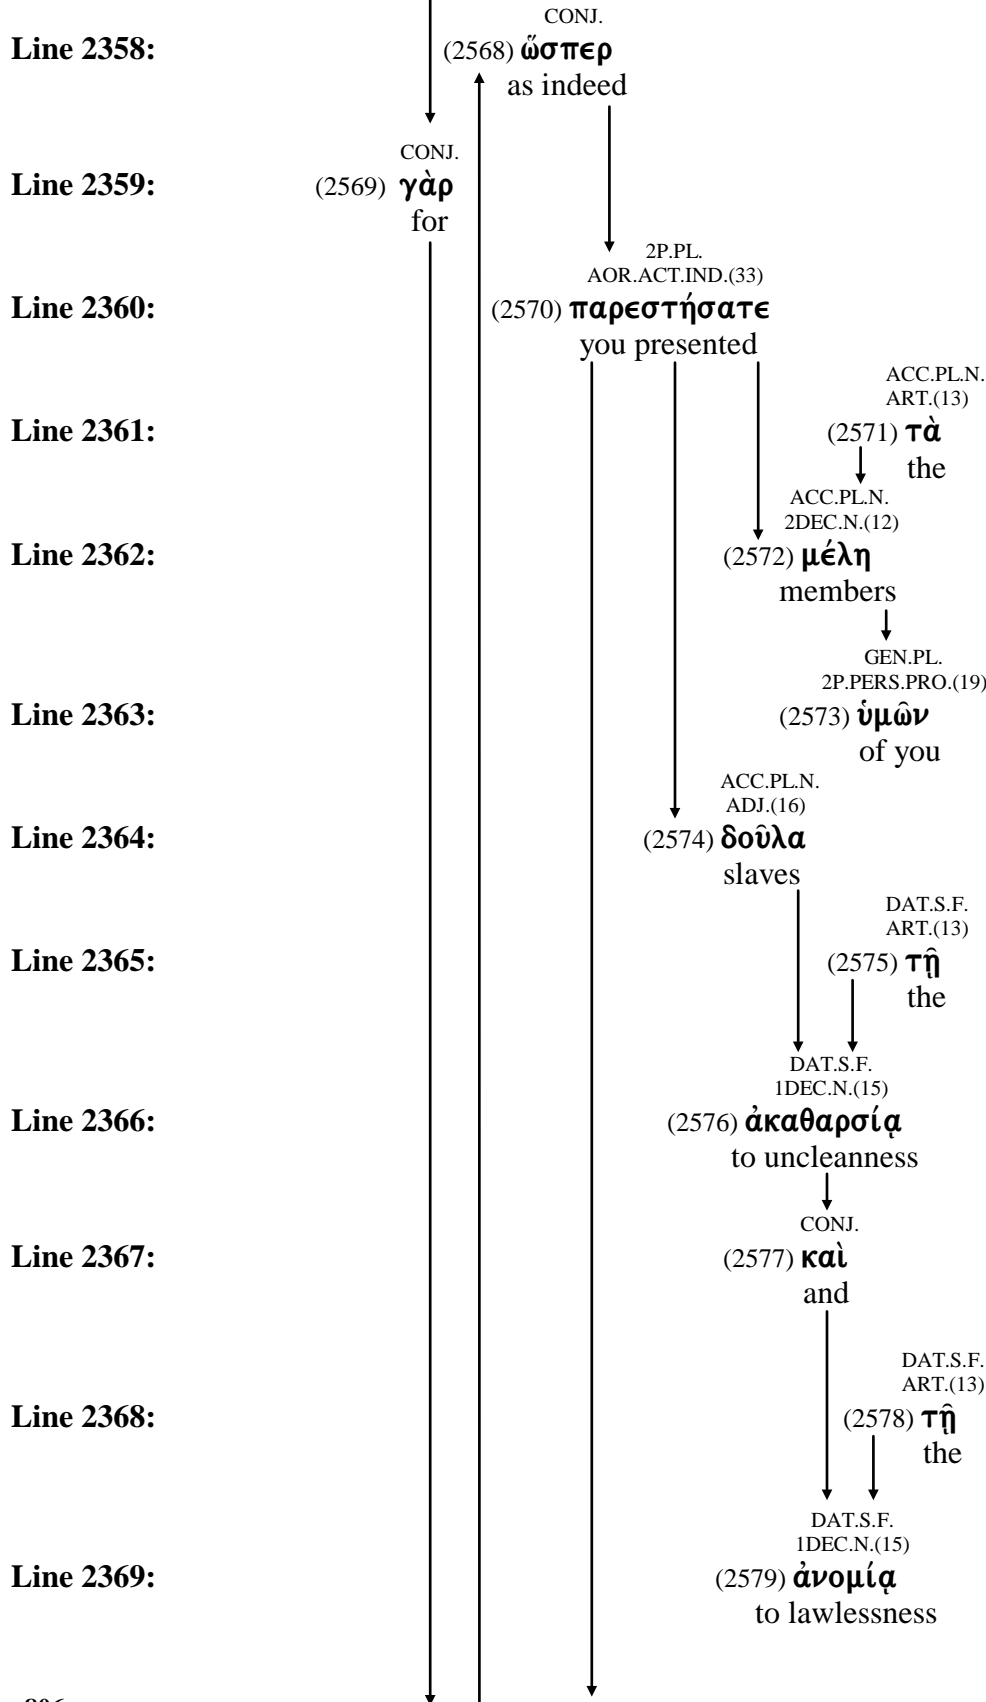 CONJ.
Line 2358: (2568) ὥσπερ
as indeed
CONJ.
Line 2359: (2569) γὰρ
for
2P.PL.
AOR.ACT.IND.(33)
Line 2360: (2570) παρεστήσατε
you presented
ACC.PL.N.
ART.(13)
Line 2361: (2571) τὰ
the
ACC.PL.N.
2DEC.N.(12)
Line 2362: (2572) μέλη
members
GEN.PL.
2P.PERS.PRO.(19)
Line 2363: (2573) ὑμῶν
of you
ACC.PL.N.
ADJ.(16)
Line 2364: (2574) δοῦλα
slaves
DAT.S.F.
ART.(13)
Line 2365: (2575) τῇ
the
DAT.S.F.
1DEC.N.(15)
Line 2366: (2576) ἀκαθαρσίᾳ
to uncleanness
CONJ.
Line 2367: (2577) καὶ
and
DAT.S.F.
ART.(13)
Line 2368: (2578) τῇ
the
DAT.S.F.
1DEC.N.(15)
Line 2369: (2579) ἀνομίᾳ
to lawlessness